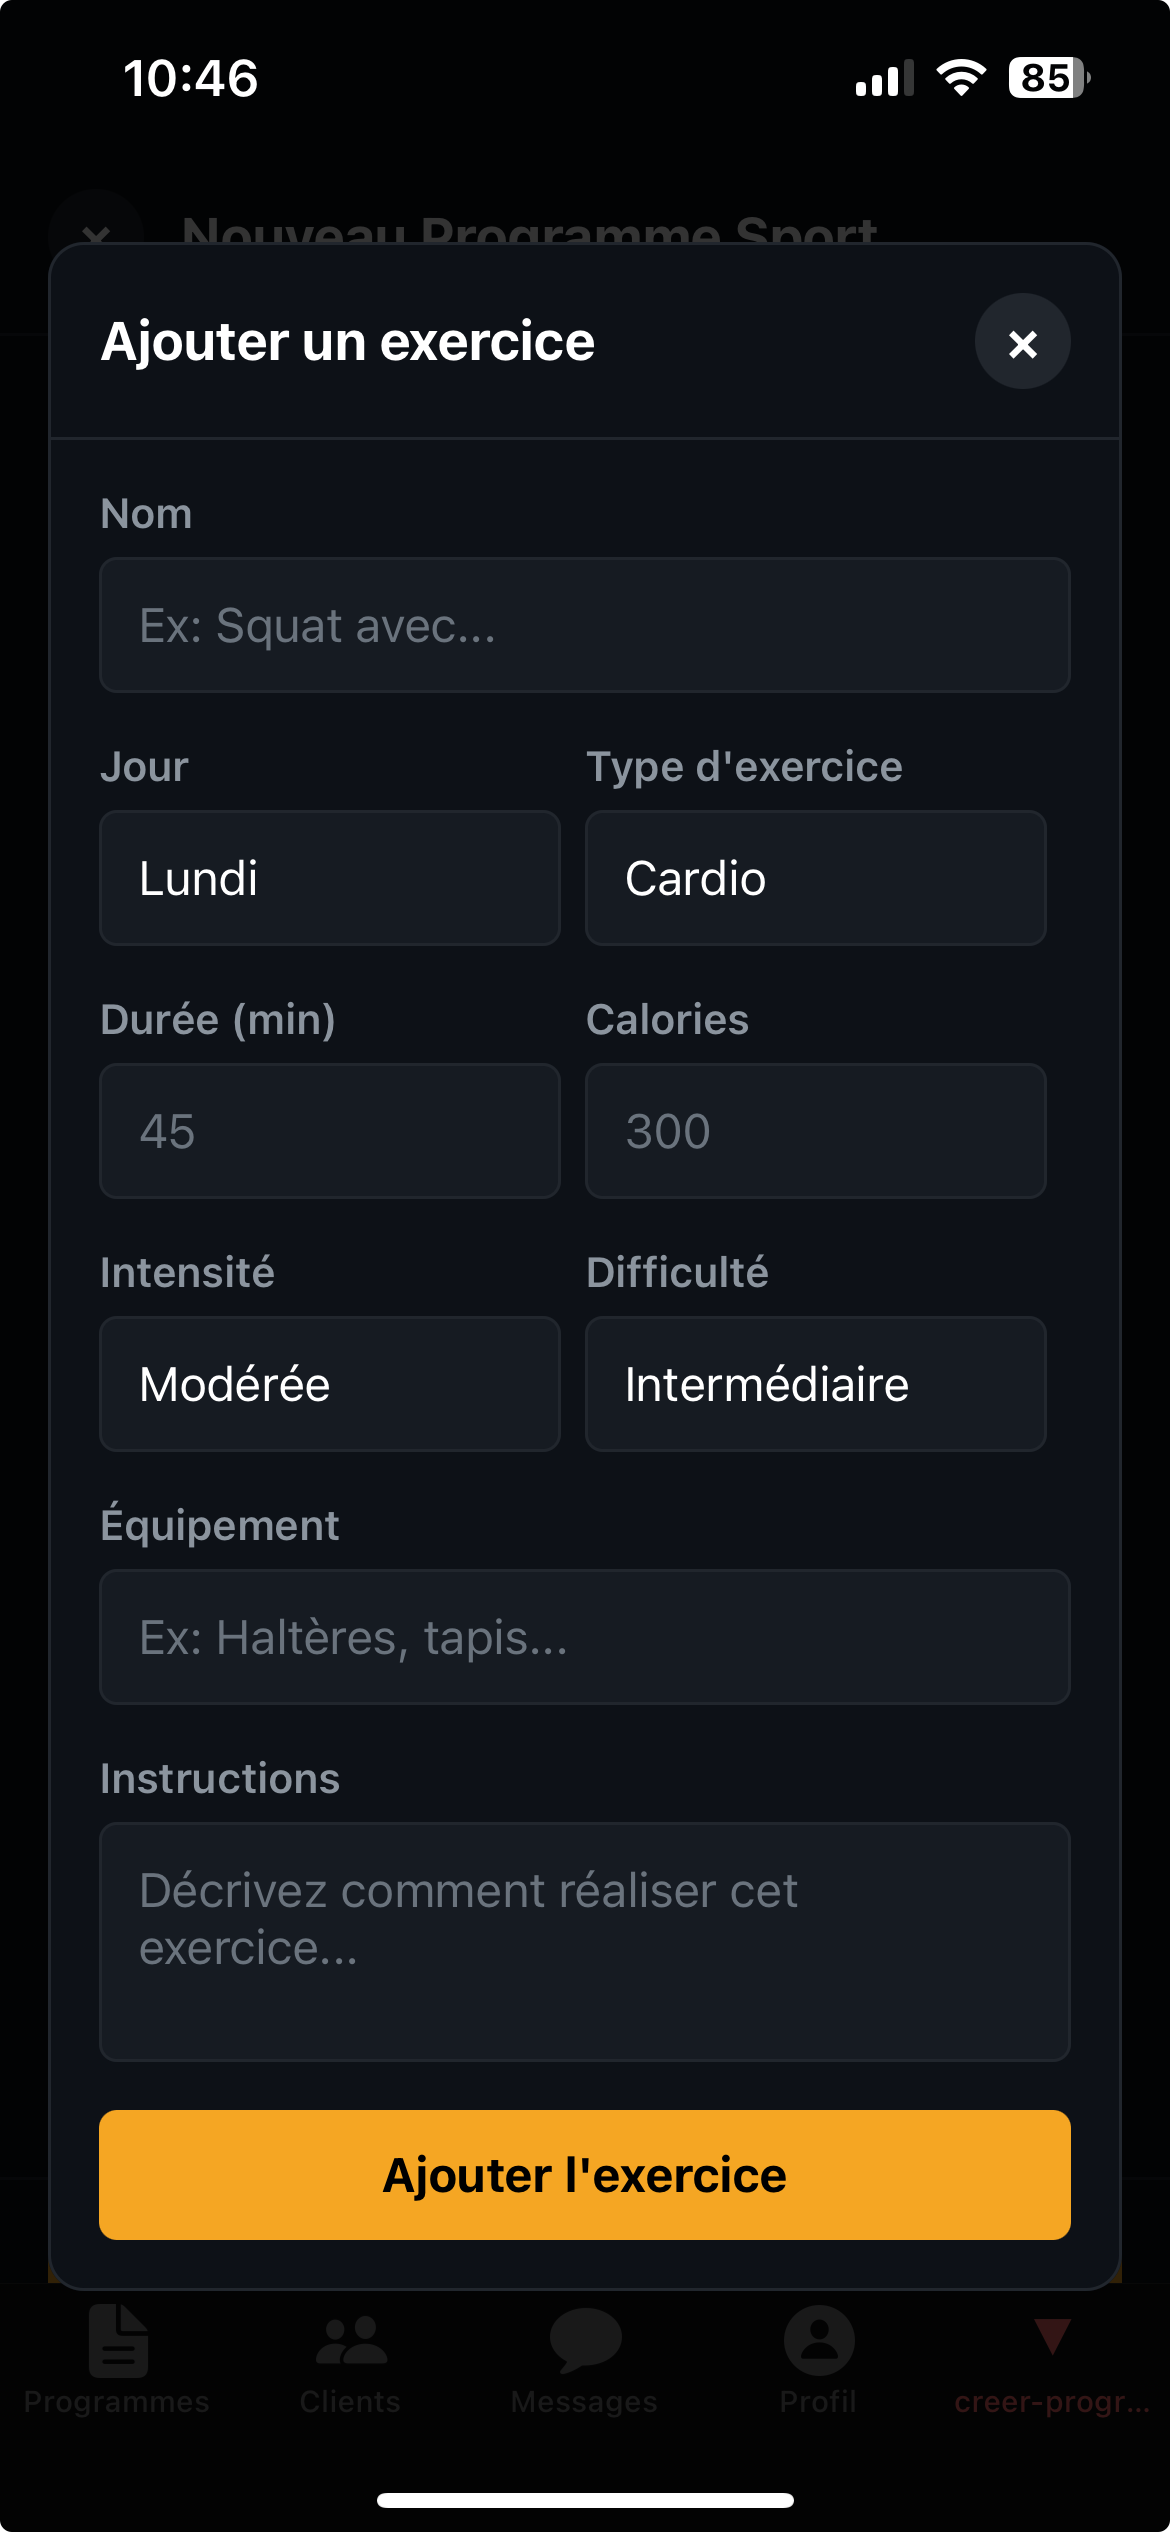 10:46
85
Nouveau Programme Sport
Ajouter un exercice
Nom
Ex: Squat avec...
Jour
Type d'exercice
Lundi
Cardio
Durée (min)
Calories
45
300
Intensité
Difficulté
Modérée
Intermédiaire
Équipement
Ex: Haltères, tapis...
Instructions
Décrivez comment réaliser cet
exercice...
Ajouter l'exercice
Programmes
Clients
Messages
Profil
creer-progr...